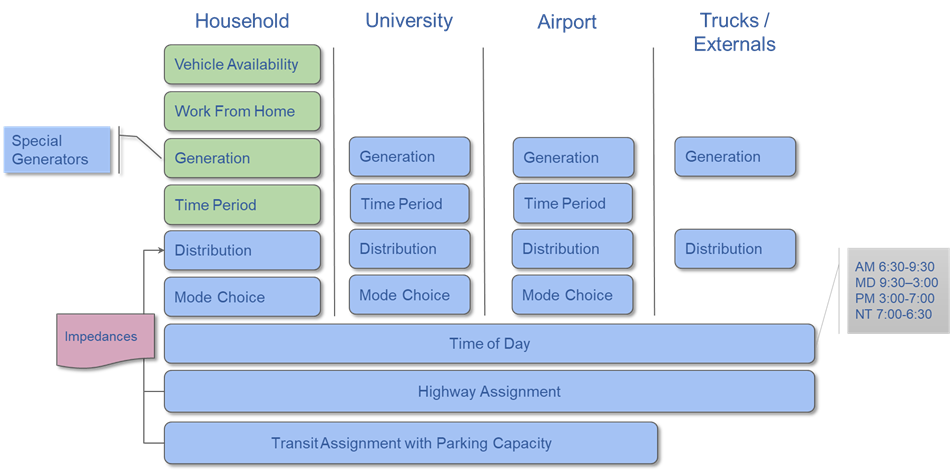 Household
University
Airport
Trucks /
Externals
Vehicle Availability
Work From Home
Special
Generators
Generation
Generation
Generation
Generation
Time Period
Time Period
Time Period
Distribution
Distribution
Distribution
Distribution
Mode Choice
Mode Choice
Mode Choice
AM 6:30-9:30
MD 9:30–3:00
PM 3:00-7:00
NT 7:00-6:30
Impedances
Time of Day
Highway Assignment
Transit Assignment with Parking Capacity